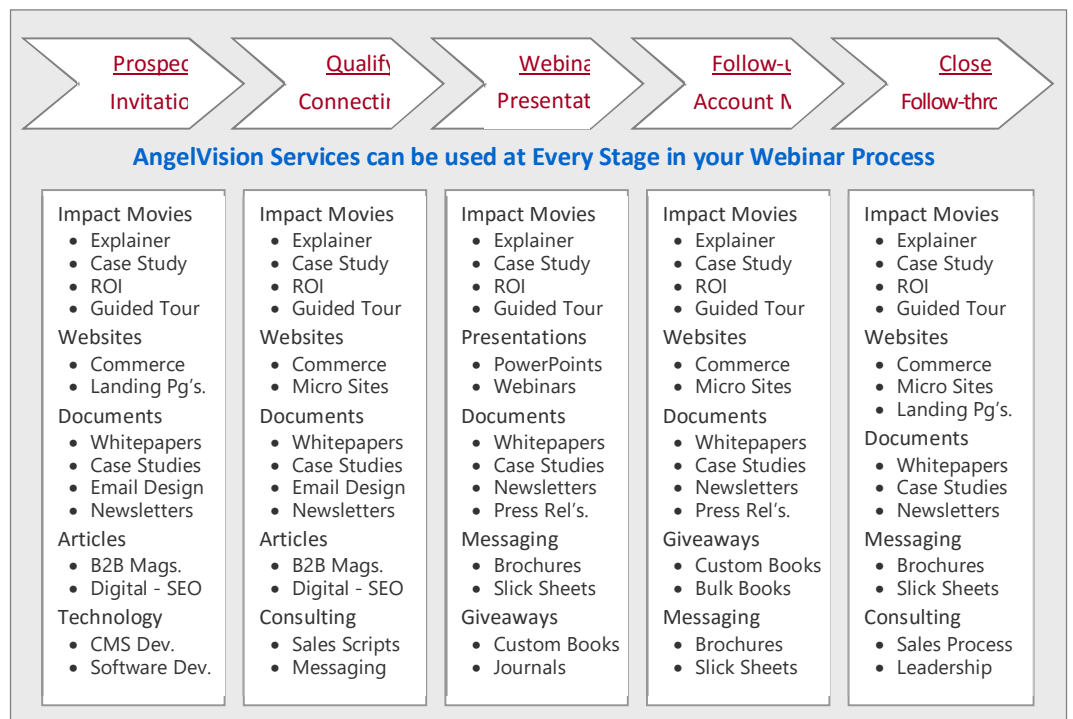 Prospec
Invitatio
Qualify
Connectin
Webina
Presentat
Follow-u
Account M
Close
Follow-thro
AngelVision Services can be used at Every Stage in your Webinar Process
Impact Movies
• Explainer
• Case Study
• ROI
• Guided Tour
Websites
• Commerce
• Landing Pg’s.
Documents
• Whitepapers
• Case Studies
• Email Design
• Newsletters
Articles
• B2B Mags.
• Digital - SEO
Technology
• CMS Dev.
• Software Dev.
Impact Movies
• Explainer
• Case Study
• ROI
• Guided Tour
Websites
• Commerce
• Micro Sites
Documents
• Whitepapers
• Case Studies
• Email Design
• Newsletters
Articles
• B2B Mags.
• Digital - SEO
Consulting
• Sales Scripts
• Messaging
Impact Movies
• Explainer
• Case Study
• ROI
• Guided Tour
Presentations
• PowerPoints
• Webinars
Documents
• Whitepapers
• Case Studies
• Newsletters
• Press Rel’s.
Messaging
• Brochures
• Slick Sheets
Giveaways
• Custom Books
• Journals
Impact Movies
• Explainer
• Case Study
• ROI
• Guided Tour
Websites
• Commerce
• Micro Sites
Documents
• Whitepapers
• Case Studies
• Newsletters
• Press Rel’s.
Giveaways
• Custom Books
• Bulk Books
Messaging
• Brochures
• Slick Sheets
Impact Movies
• Explainer
• Case Study
• ROI
• Guided Tour
Websites
• Commerce
• Micro Sites
• Landing Pg’s.
Documents
• Whitepapers
• Case Studies
• Newsletters
Messaging
• Brochures
• Slick Sheets
Consulting
• Sales Process
• Leadership